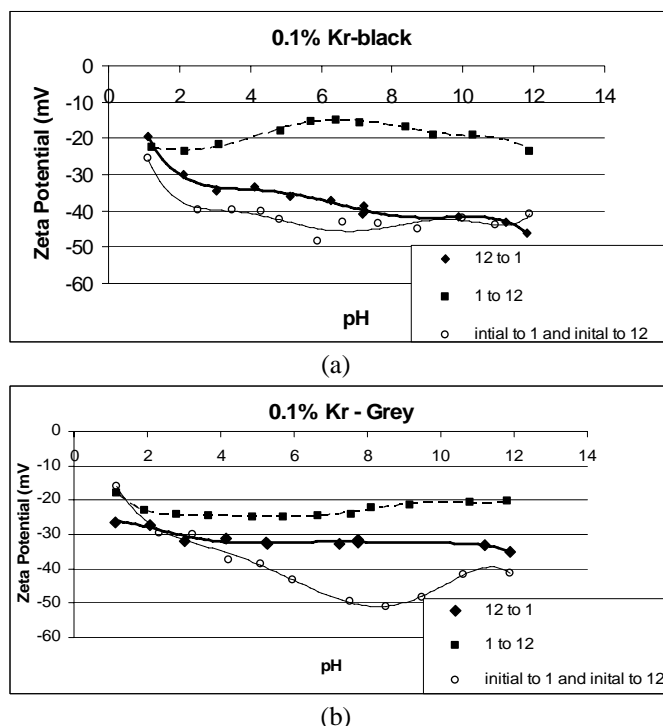 0.1% Kr-black
0
-10
-20
-30
-40
-50
-60
0 2 4 6 8 10 12 14
Zeta Potential (mV
pH
12 to 1
1 to 12
intial to 1 and inital to 12
(a)
0.1% Kr - Grey
0
-10
-20
-30
-40
-50
-60
0 2 4 6 8 10 12 14
Zeta Potential (mV
pH
12 to 1
1 to 12
initial to 1 and inital to 12
(b)